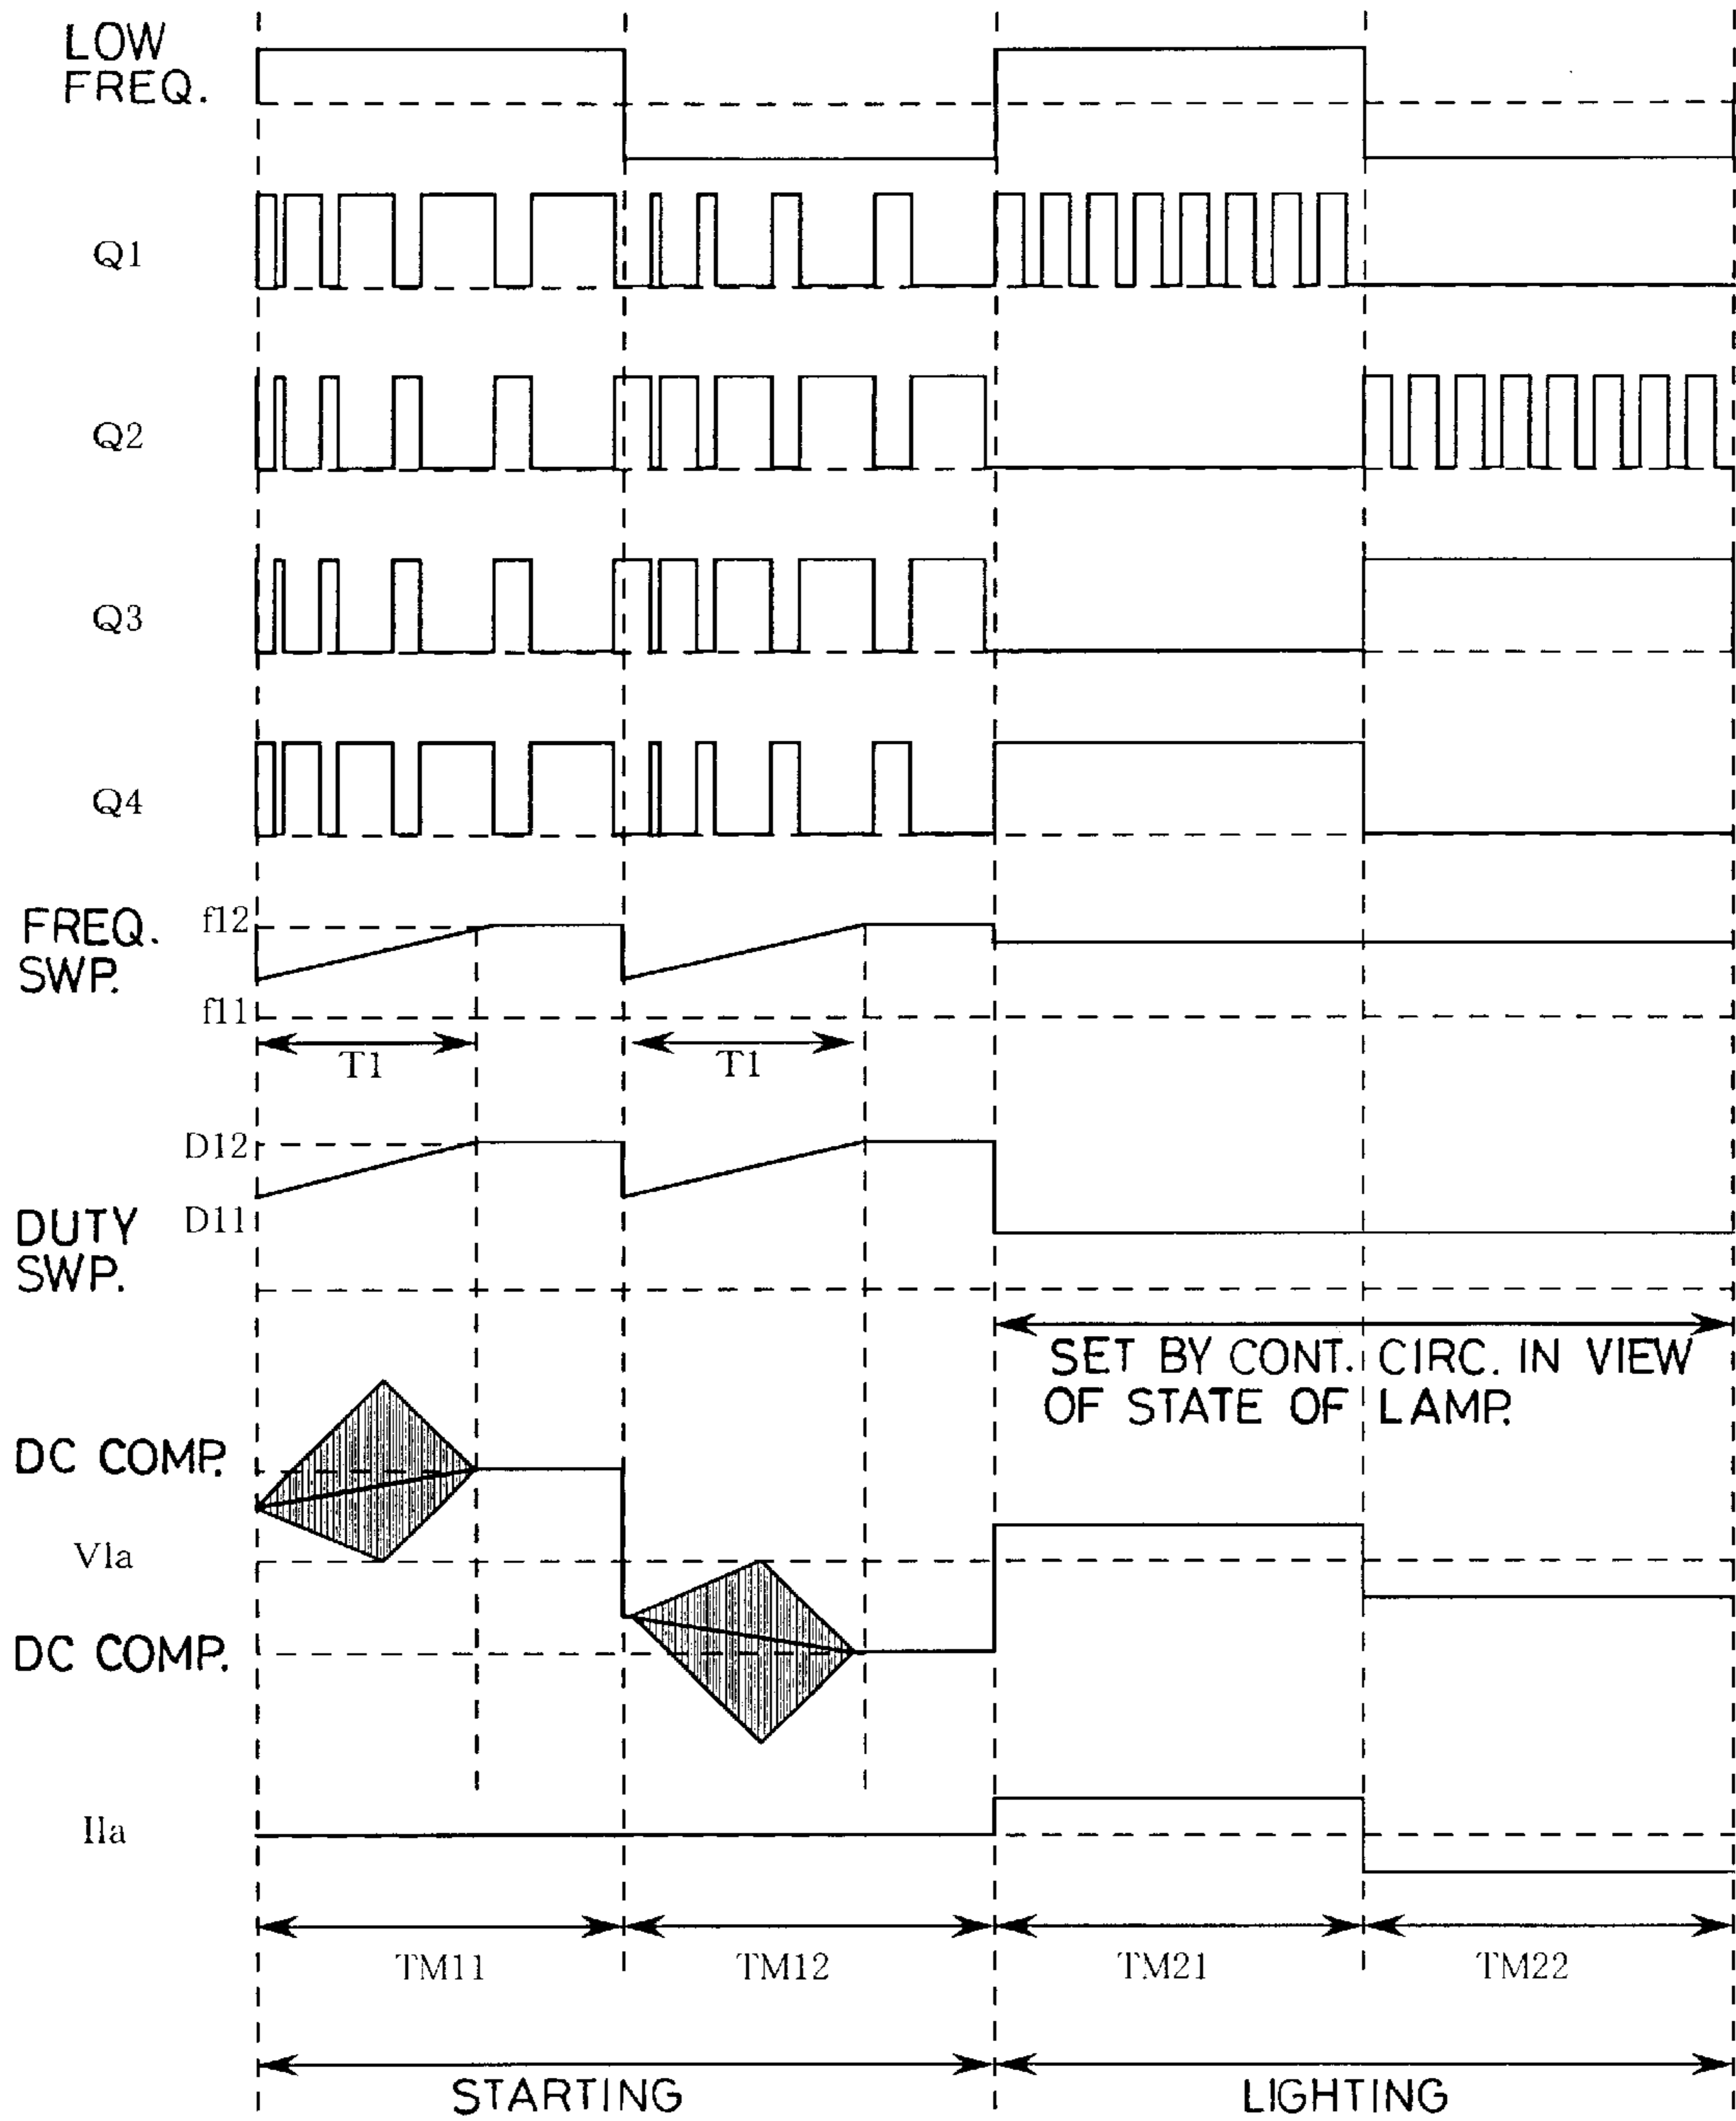 LOW
FREQ.
Q1
Q2
Q3
Q4
FREQ.
SWP.
f12
f11
T1
T1
D12
D11
DUTY
SWP.
SET BY CONT. CIRC. IN VIEW
OF STATE OF LAMP.
DC COMP.
Vla
DC COMP.
Ila
TM11
TM12
TM21
TM22
STARTING
LIGHTING